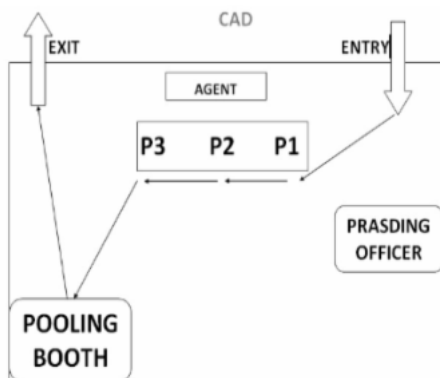 CAD
EXIT
ENTRY
AGENT
P3 P2 P1
PRASDING
OFFICER
POOLING
BOOTH